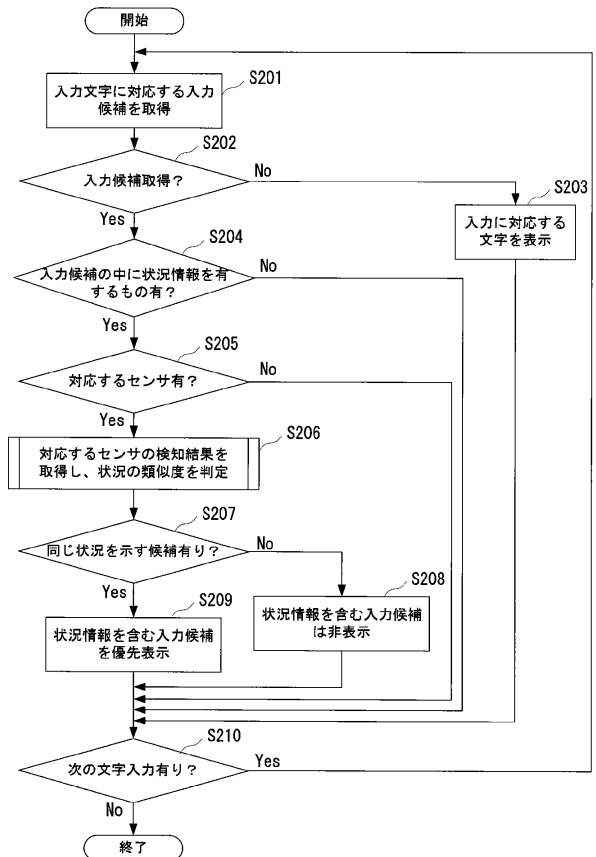 開始
入力文字に対応する入力
候補を取得
S201
入力候補取得？
S202
No
Yes
入力に対応する
文字を表示
S203
入力候補の中に状況情報を有
するもの有？
S204
No
Yes
対応するセンサ有？
S205
No
Yes
対応するセンサの検知結果を
取得し、状況の類似度を判定
S206
同じ状況を示す候補有り？
S207
No
Yes
状況情報を含む入力候補
は非表示
S208
状況情報を含む入力候補
を優先表示
S209
次の文字入力有り？
S210
Yes
No
終了